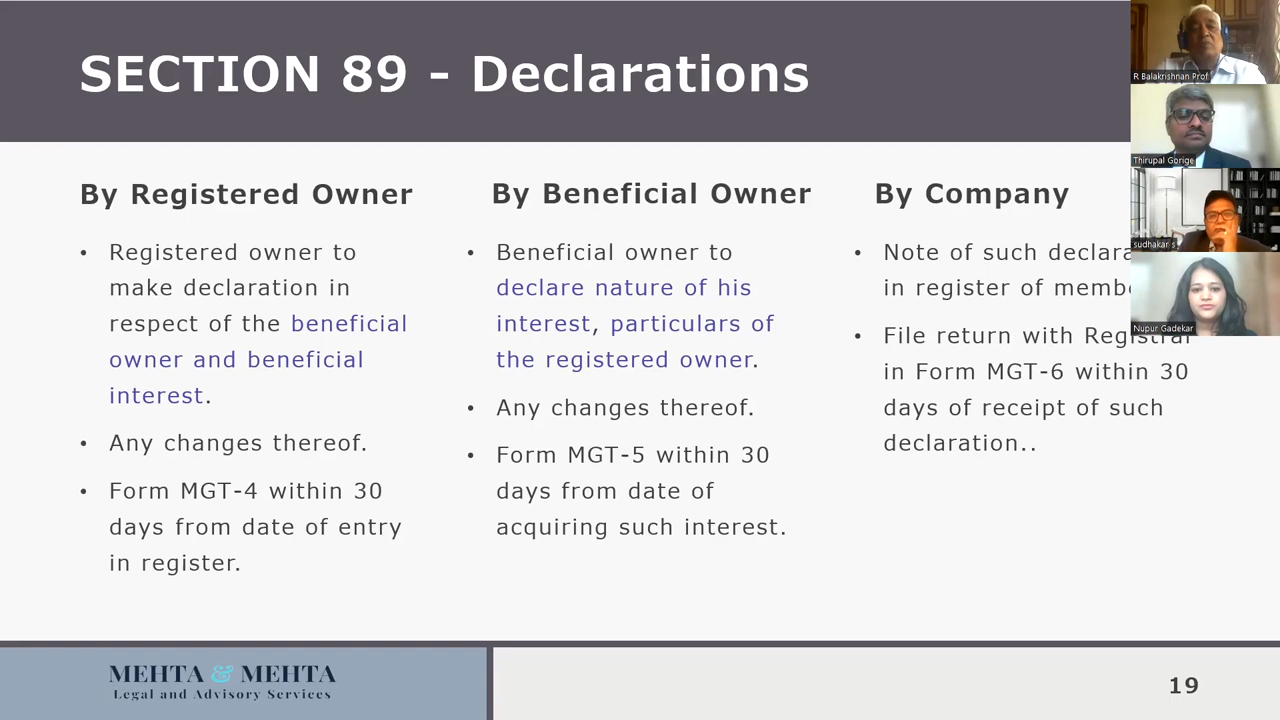 SECTION 89 - Declarations
By Registered Owner
• Registered owner to
make declaration in
respect of the beneficial
owner and beneficial
interest.
• Any changes thereof.
• Form MGT-4 within 30
days from date of entry
in register.
By Beneficial Owner
• Beneficial owner to
declare nature of his
interest, particulars of
the registered owner.
• Any changes thereof.
• Form MGT-5 within 30
days from date of
acquiring such interest.
By Company
• Note of such declara
in register of memb
• File return with Registrar
in Form MGT-6 within 30
days of receipt of such
declaration..
R Balakrishnan Prof
Thirupal Gorige
sudhakar s
Nupur Gadekar
MEHTA & MEHTA
Legal and Advisory Services
19